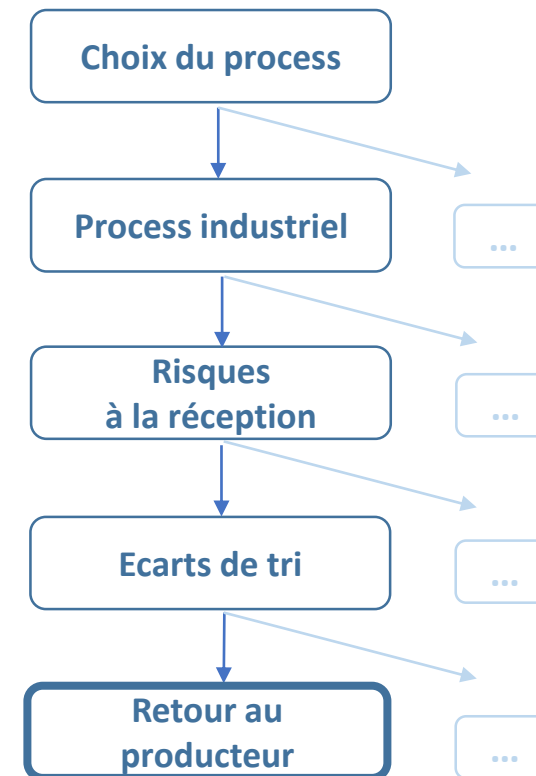 Choix du process
Process industriel
...
Risques
à la réception
...
Ecarts de tri
...
Retour au
producteur
...